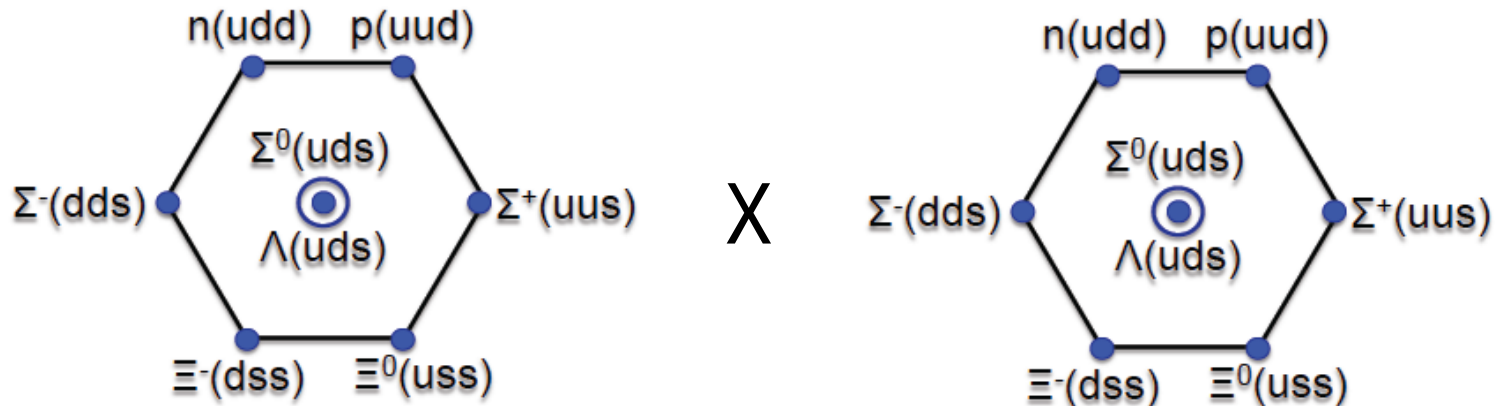 n(udd) p(uud)
Σ⁰(uds)
Σ⁻(dds) Σ⁺(uus)
Λ(uds)
Ξ⁻(dss) Ξ⁰(uss)
X
n(udd) p(uud)
Σ⁰(uds)
Σ⁻(dds) Σ⁺(uus)
Λ(uds)
Ξ⁻(dss) Ξ⁰(uss)